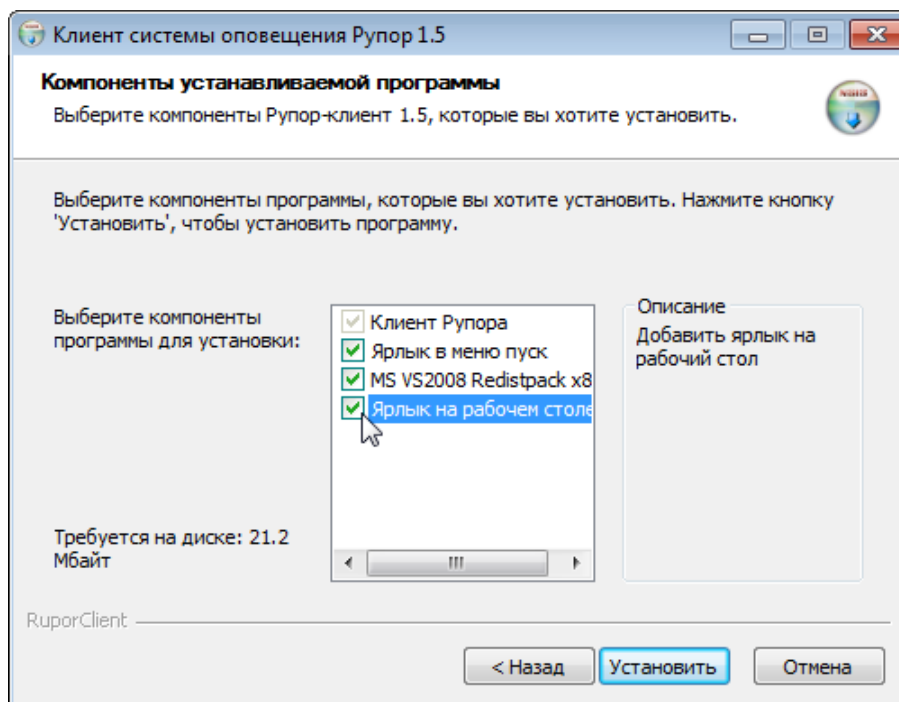 Клиент системы оповещения Рупор 1.5
Компоненты устанавливаемой программы
Выберите компоненты Рупор-клиент 1.5, которые вы хотите установить.
Выберите компоненты программы, которые вы хотите установить. Нажмите кнопку
'Установить', чтобы установить программу.
Выберите компоненты
программы для установки:
Клиент Рупора
Ярлык в меню пуск
MS VS2008 Redistpack x8
Ярлык на рабочем столе
Описание
Добавить ярлык на
рабочий стол
Требуется на диске: 21.2
Мбайт
RuporClient
< Назад
Установить
Отмена